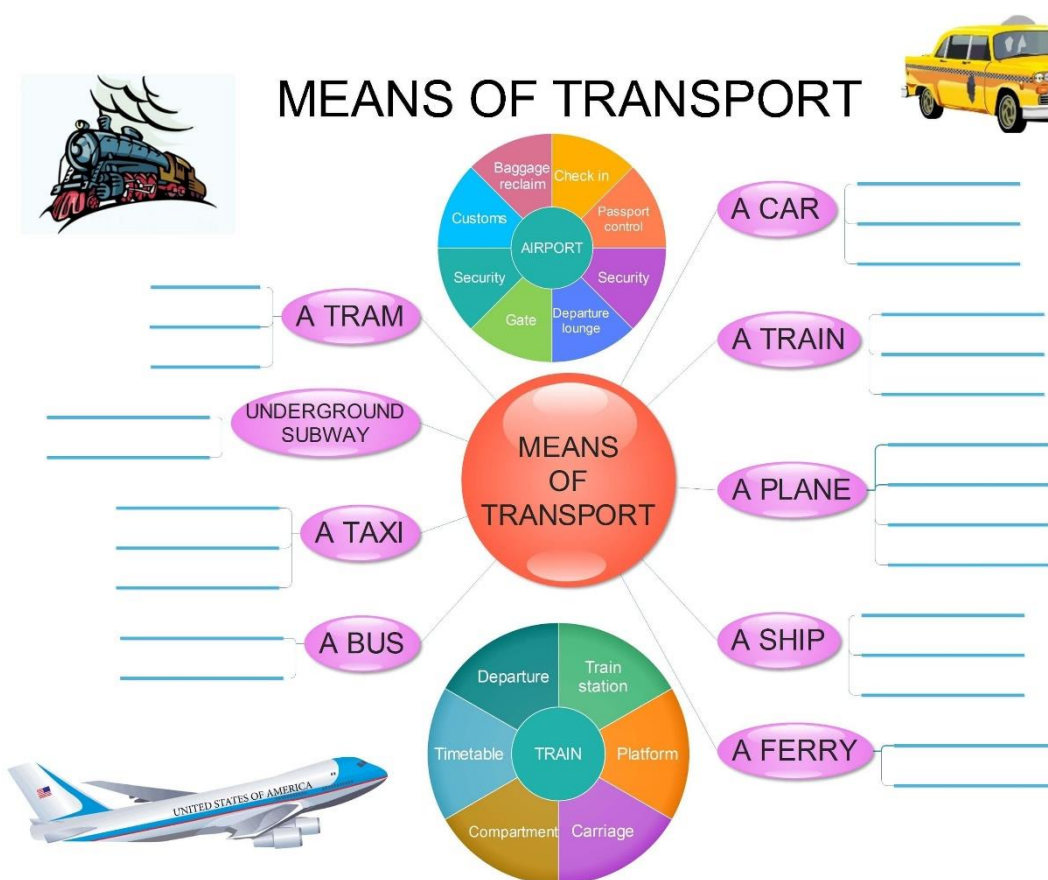 MEANS OF TRANSPORT
Baggage
reclaim
Check in
Customs
Passport
control
AIRPORT
Security
Security
Gate
Departure
lounge
A CAR
A TRAM
A TRAIN
UNDERGROUND
SUBWAY
MEANS
OF
TRANSPORT
A PLANE
A TAXI
A BUS
A SHIP
Departure
Train
station
Timetable
TRAIN
Platform
Compartment
Carriage
A FERRY
UNITED STATES OF AMERICA